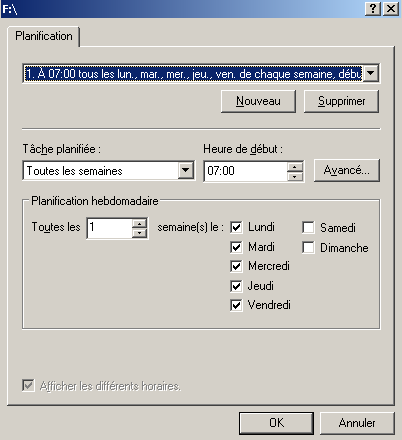 F:\
Planification
1. À 07:00 tous les lun., mar., mer., jeu., ven. de chaque semaine, débu
Nouveau Supprimer
Tâche planifiée : Heure de début :
Toutes les semaines 07:00 Avancé...
Planification hebdomadaire
Toutes les 1 semaine(s) le : Lundi Samedi
Mardi Dimanche
Mercredi
Jeudi
Vendredi
Afficher les différents horaires.
OK Annuler